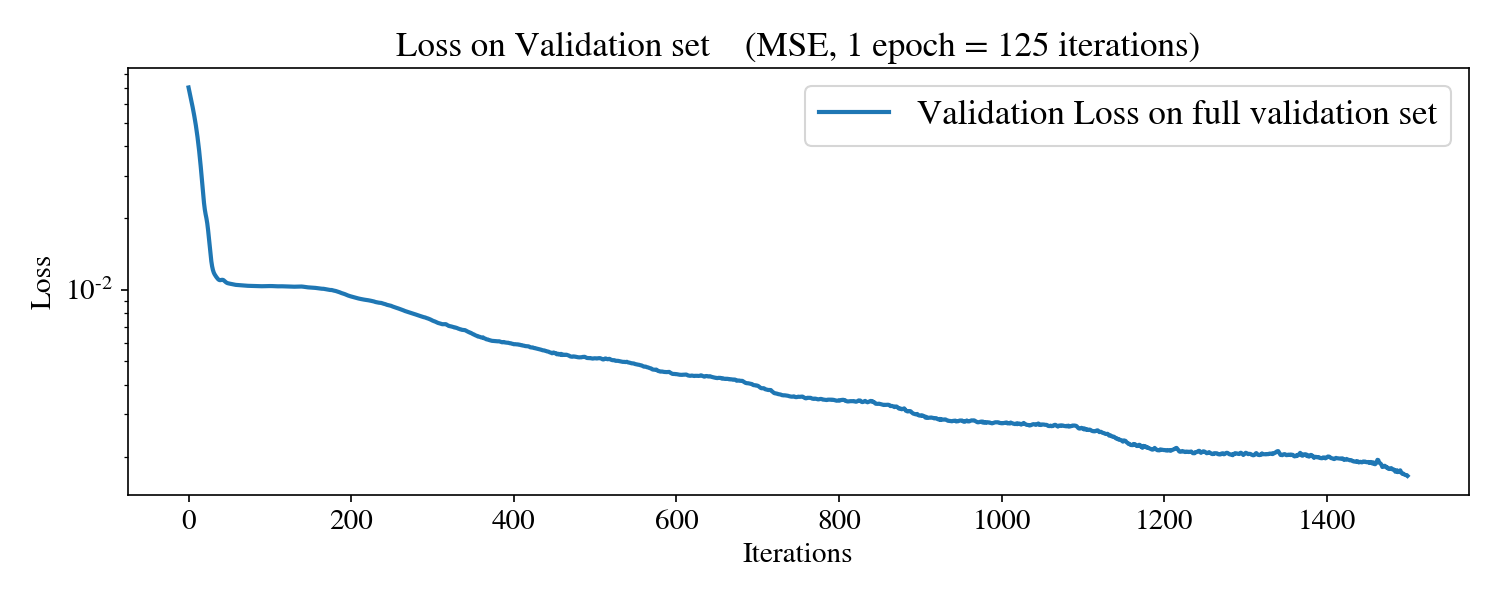 Loss on Validation set (MSE, 1 epoch = 125 iterations)
Validation Loss on full validation set
Loss
10⁻²
0 200 400 600 800 1000 1200 1400
Iterations